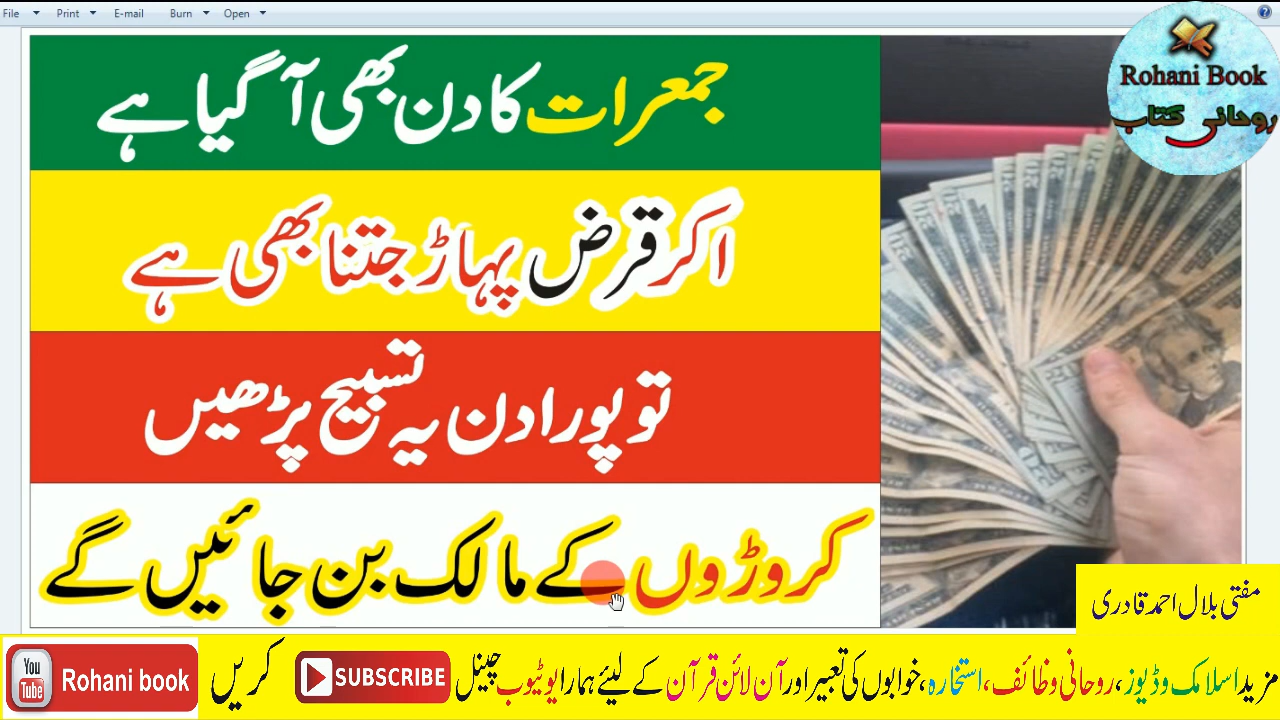 File Print E-mail Burn Open
Rohani Book
روحانی کتاب
جمعرات کا دن بھی آ گیا ہے
اکر قرض پہاڑ جتنا بھی ہے
تو پورا دن یہ تسبیح پڑھیں
کروڑوں کے مالک بن جائیں گے
مفتی بلال احمد قادری
مزید اسلامک وڈیوز، روحانی وظائف، استخارہ، خوابوں کی تعبیر اور آن لائن قرآن کے لیئے ہمارا یوٹیوب چینل SUBSCRIBE کریں
You Tube Rohani book